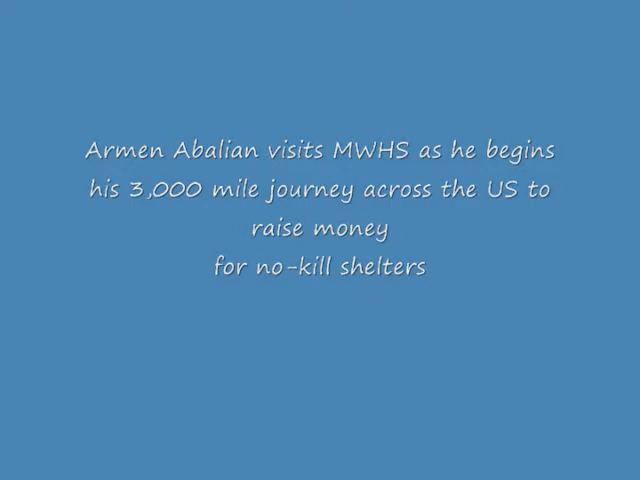 Armen Abalian visits MWHS as he begins
his 3,000 mile journey across the US to
raise money
for no-kill shelters